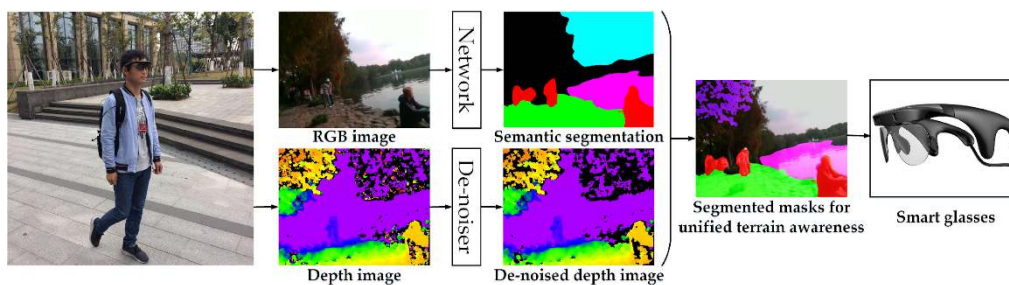 Network
RGB image
Semantic segmentation
De-noiser
Depth image
De-noised depth image
Segmented masks for
unified terrain awareness
Smart glasses